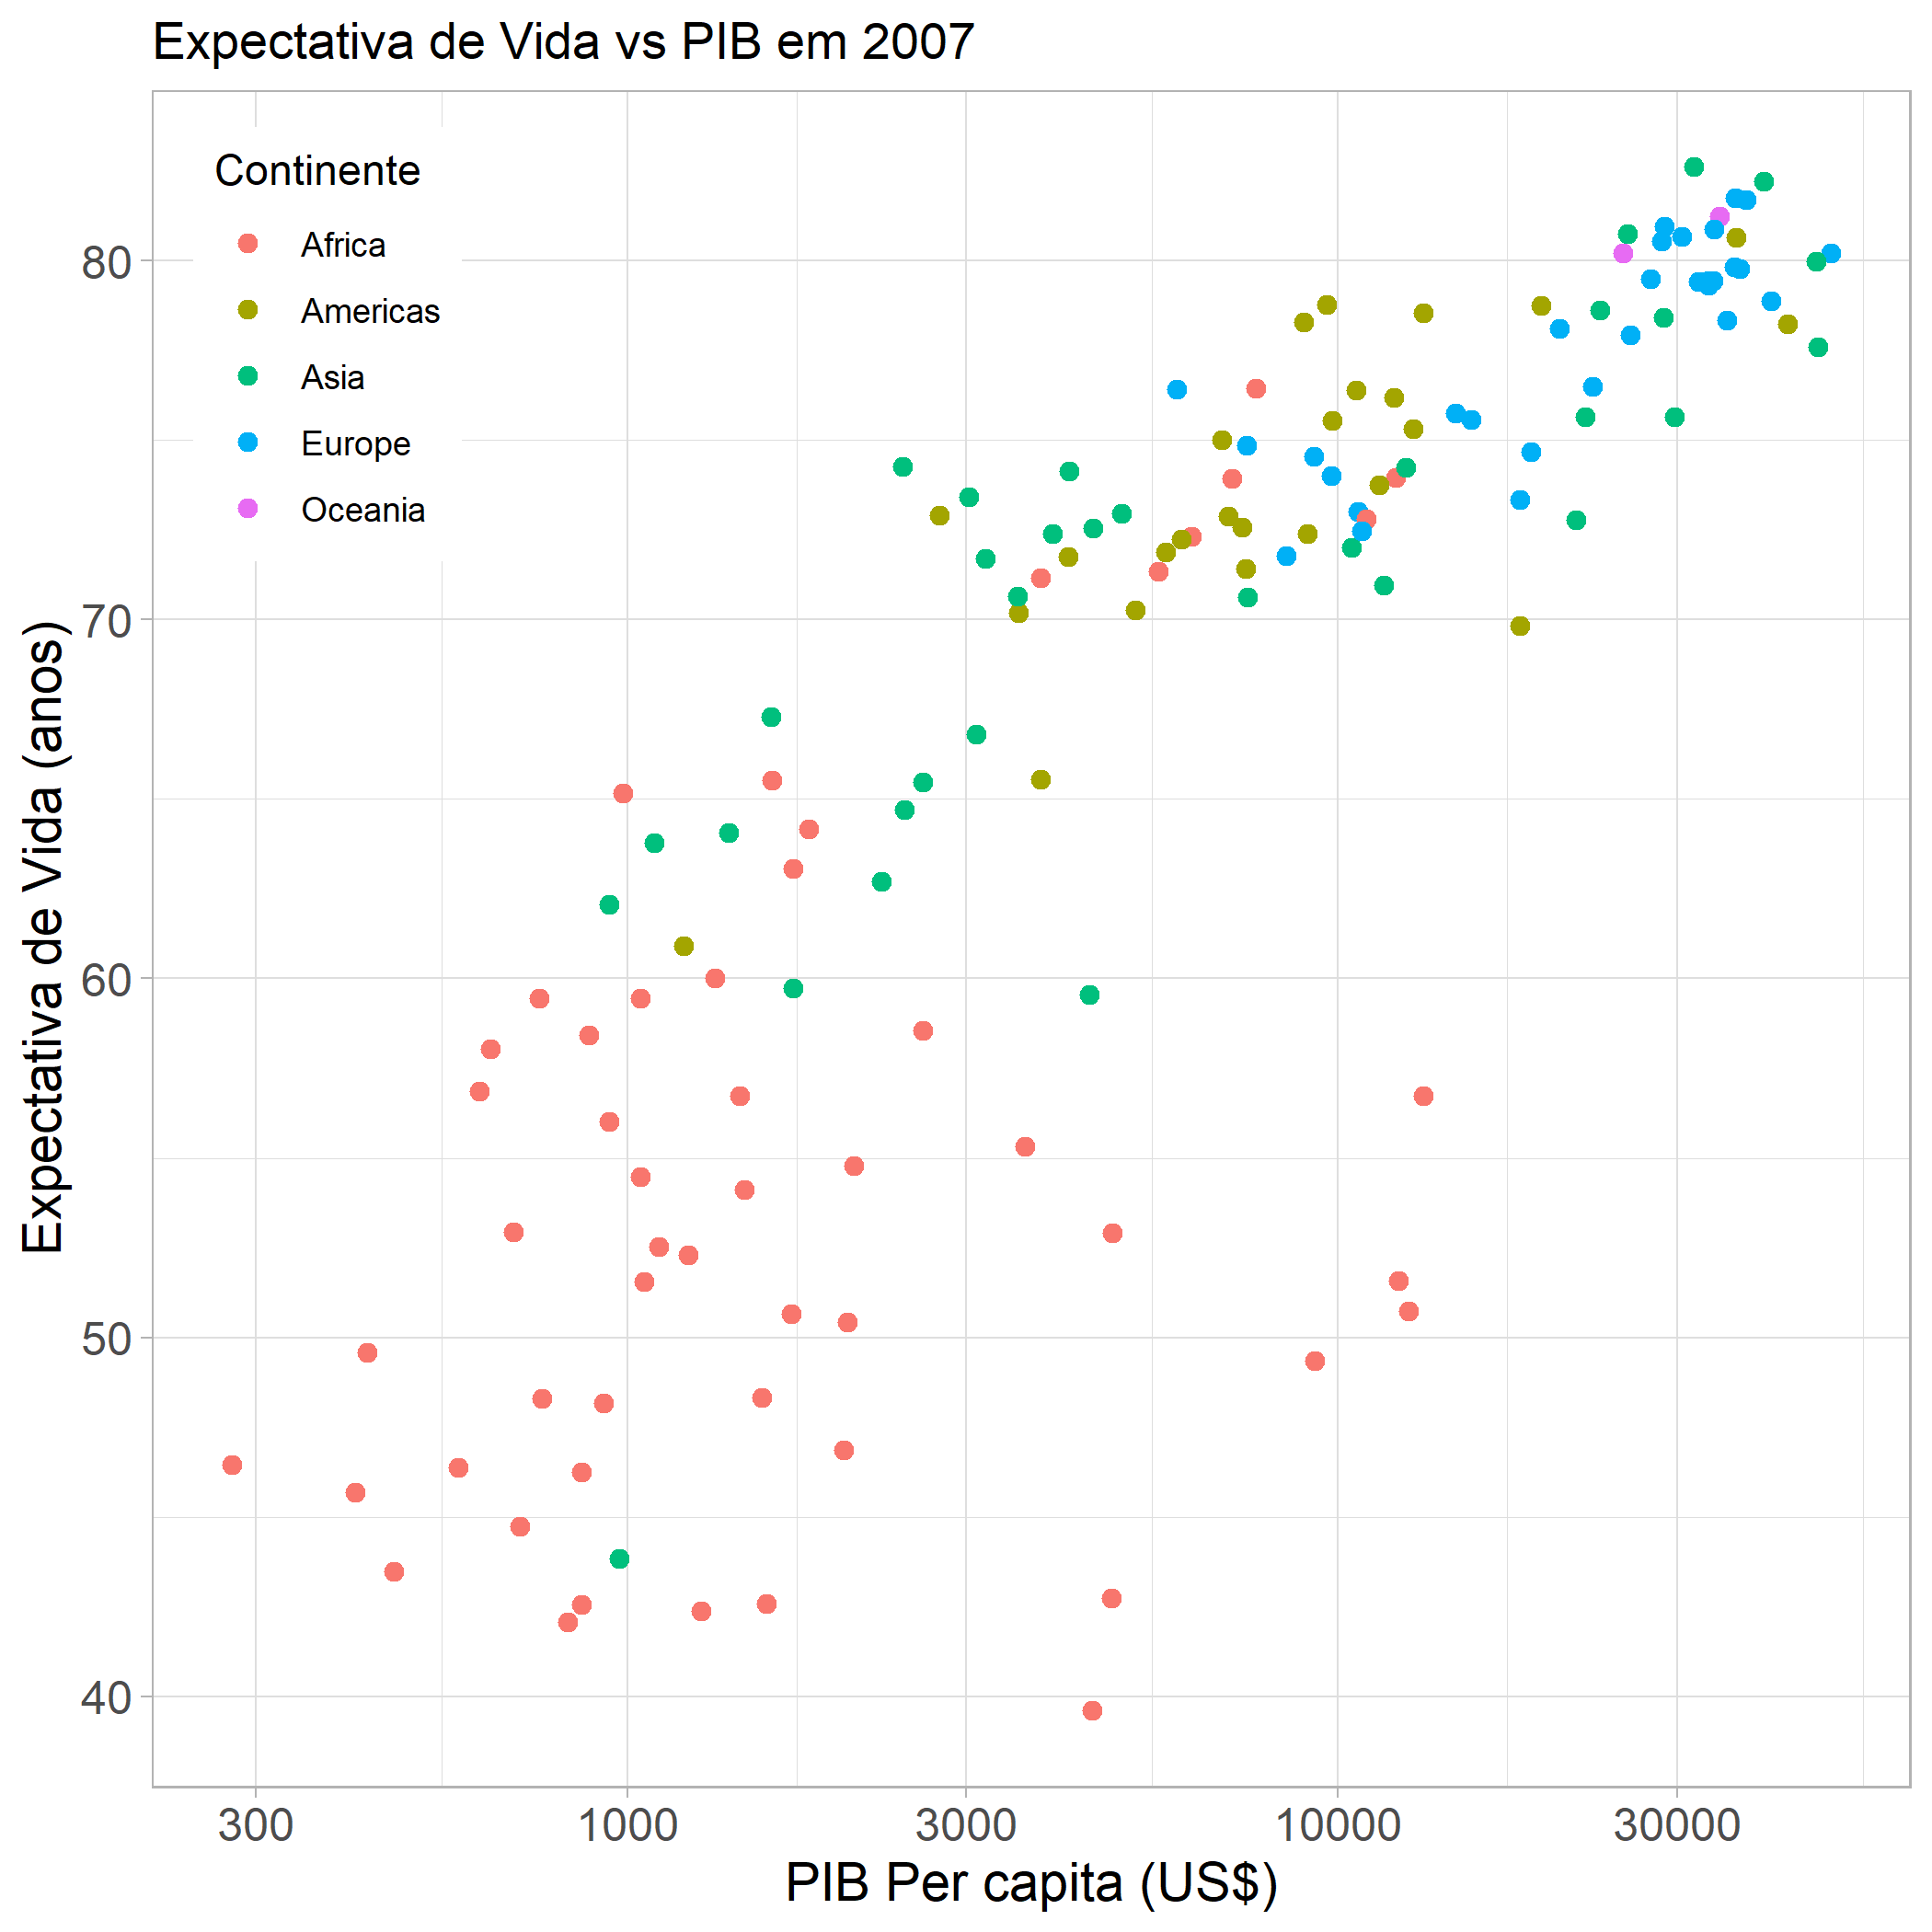 Expectativa de Vida vs PIB em 2007
Continente
Africa
Americas
Asia
Europe
Oceania
Expectativa de Vida (anos)
80
70
60
50
40
300 1000 3000 10000 30000
PIB Per capita (US$)